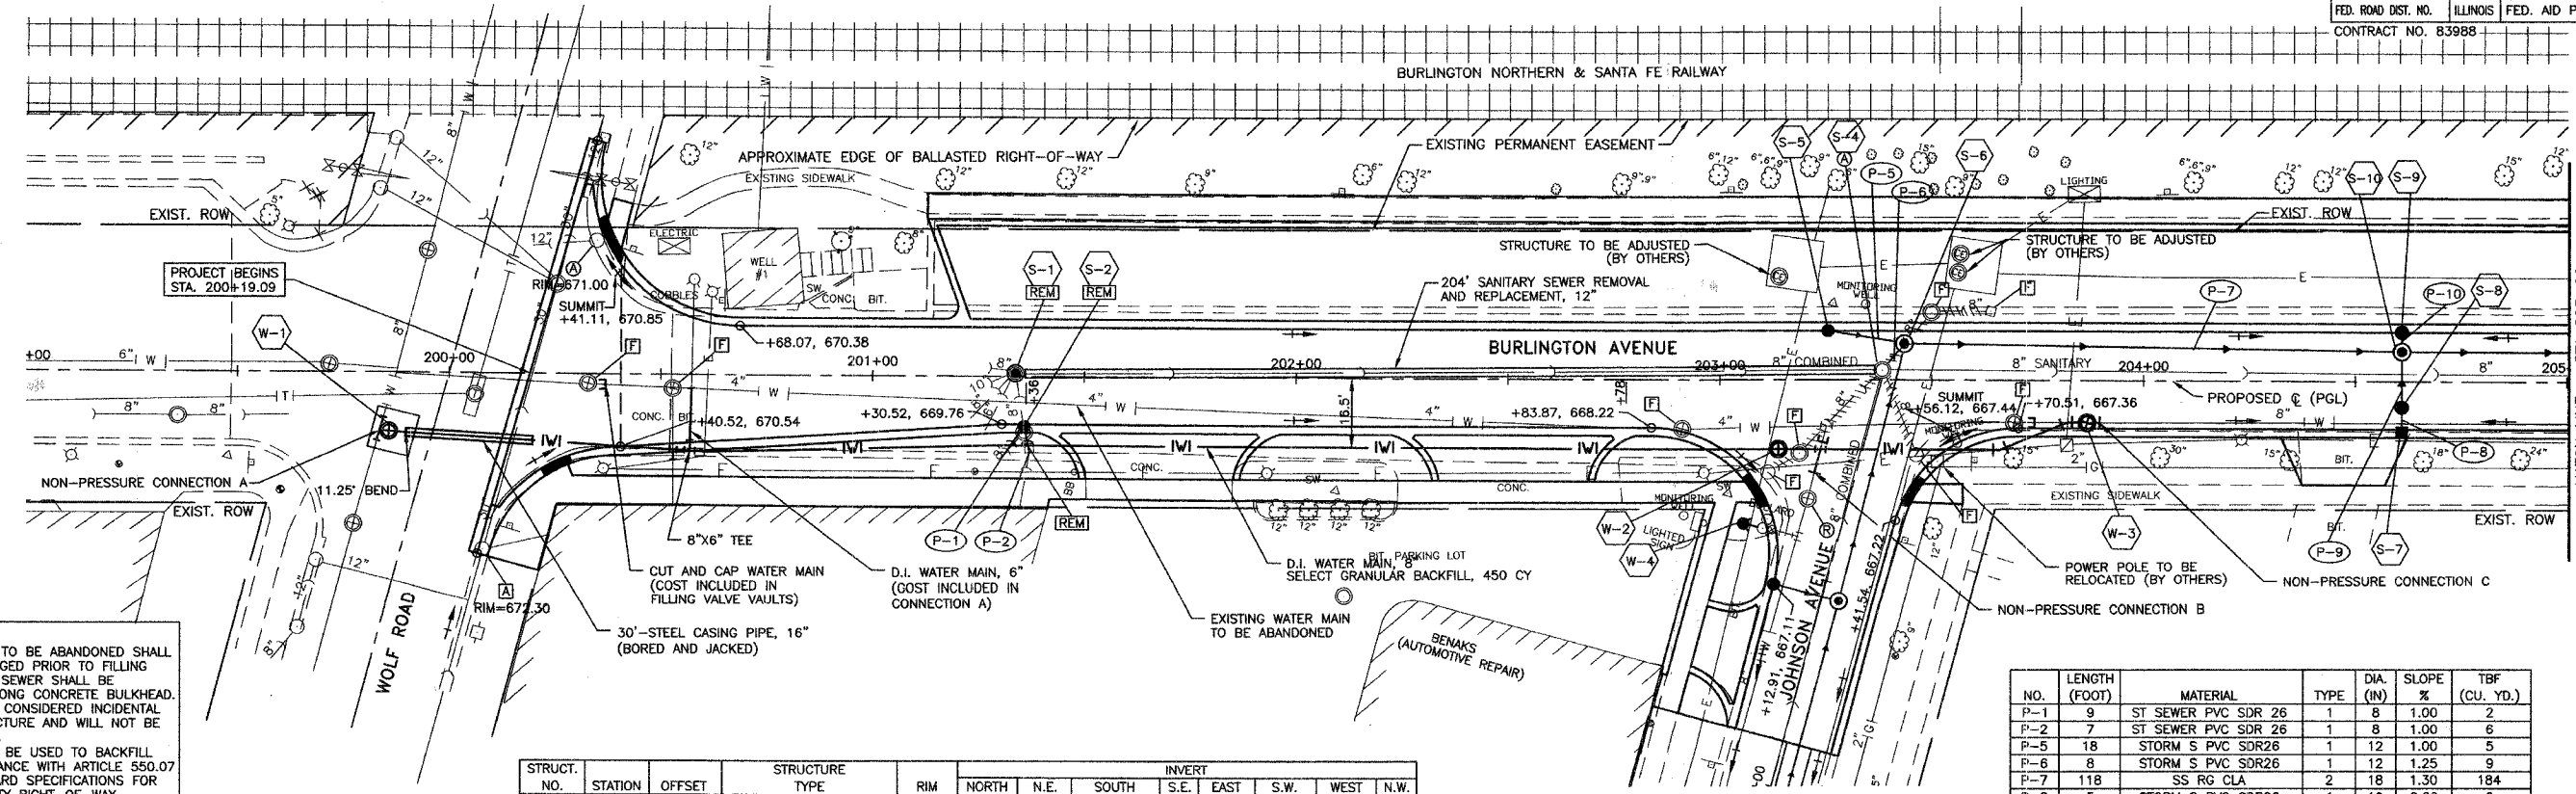 FED. ROAD DIST. NO. ILLINOIS FED. AID P
CONTRACT NO. 83988
BURLINGTON NORTHERN & SANTA FE RAILWAY
APPROXIMATE EDGE OF BALLASTED RIGHT-OF-WAY
EXISTING PERMANENT EASEMENT
EXISTING SIDEWALK
S-5
S-4
S-6
P-5
P-6
S-10
S-9
LIGHTING
EXIST. ROW
EXIST. ROW
ELECTRIC
WELL #1
STRUCTURE TO BE ADJUSTED
(BY OTHERS)
STRUCTURE TO BE ADJUSTED
(BY OTHERS)
PROJECT BEGINS
STA. 200+19.09
RIM=671.00
SUMMIT
+41.11, 670.85
COBBLES
SW
CONC.
BIT.
S-1
REM
S-2
REM
204' SANITARY SEWER REMOVAL
AND REPLACEMENT, 12"
MONITORING
WELL
P-7
P-10
S-8
W-1
+68.07, 670.38
BURLINGTON AVENUE
+00
200+00
201+00
202+00
203+00
204+00
205
8" COMBINED
8" SANITARY
PROPOSED ℄ (PGL)
+36
16.5'
+78
+30.52, 669.76
+40.52, 670.54
+83.87, 668.22
SUMMIT
+56.12, 667.44
+70.51, 667.36
NON-PRESSURE CONNECTION A
11.25° BEND
EXIST. ROW
CONC.
CONC.
BIT.
P-8
EXISTING SIDEWALK
EXIST. ROW
REM
P-1
P-2
8"X6" TEE
CUT AND CAP WATER MAIN
(COST INCLUDED IN
FILLING VALVE VAULTS)
D.I. WATER MAIN, 6"
(COST INCLUDED IN
CONNECTION A)
EXISTING WATER MAIN
TO BE ABANDONED
BIT. PARKING LOT
D.I. WATER MAIN, 8"
SELECT GRANULAR BACKFILL, 450 CY
MONITORING
LIGHTED
SIGN
W-2
W-4
W-3
P-9
S-7
POWER POLE TO BE
RELOCATED (BY OTHERS)
NON-PRESSURE CONNECTION C
NON-PRESSURE CONNECTION B
RIM=672.30
30'-STEEL CASING PIPE, 16"
(BORED AND JACKED)
WOLF ROAD
BENAKS
(AUTOMOTIVE REPAIR)
JOHNSON AVENUE
COMBINED
+12.91, 667.11
+41.54, 667.22
TO BE ABANDONED SHALL
GED PRIOR TO FILLING
SEWER SHALL BE
ONG CONCRETE BULKHEAD.
CONSIDERED INCIDENTAL
CTURE AND WILL NOT BE
BE USED TO BACKFILL
ANCE WITH ARTICLE 550.07
ARD SPECIFICATIONS FOR
STRUCT. NO. STATION OFFSET STRUCTURE TYPE RIM INVERT
NORTH N.E. SOUTH S.E. EAST S.W. WEST N.W.
NO. LENGTH (FOOT) MATERIAL TYPE DIA. (IN) SLOPE % TBF (CU. YD.)
P-1 9 ST SEWER PVC SDR 26 1 8 1.00 2
P-2 7 ST SEWER PVC SDR 26 1 8 1.00 6
P-5 18 STORM S PVC SDR26 1 12 1.00 5
P-6 8 STORM S PVC SDR26 1 12 1.25 9
P-7 118 SS RG CLA 2 18 1.30 184